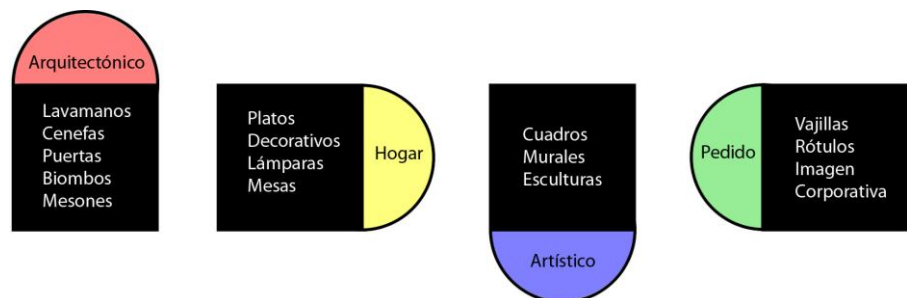 Arquitectónico
Lavamanos
Cenefas
Puertas
Biombos
Mesones
Platos
Decorativos
Lámparas
Mesas
Hogar
Cuadros
Murales
Esculturas
Artístico
Pedido
Vajillas
Rótulos
Imagen
Corporativa